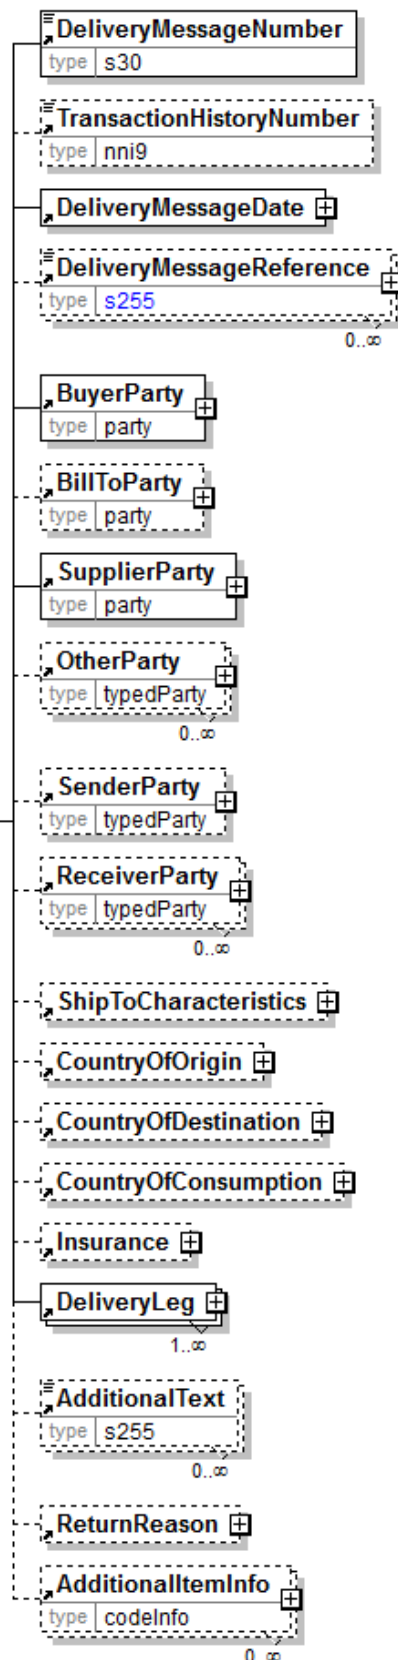 DeliveryMessageNumber
type s30
TransactionHistoryNumber
type nni9
DeliveryMessageDate
DeliveryMessageReference
type s255
0..∞
BuyerParty
type party
BillToParty
type party
SupplierParty
type party
OtherParty
type typedParty
0..∞
SenderParty
type typedParty
ReceiverParty
type typedParty
0..∞
ShipToCharacteristics
CountryOfOrigin
CountryOfDestination
CountryOfConsumption
Insurance
DeliveryLeg
1..∞
AdditionalText
type s255
0..∞
ReturnReason
AdditionalItemInfo
type codeInfo
0..∞